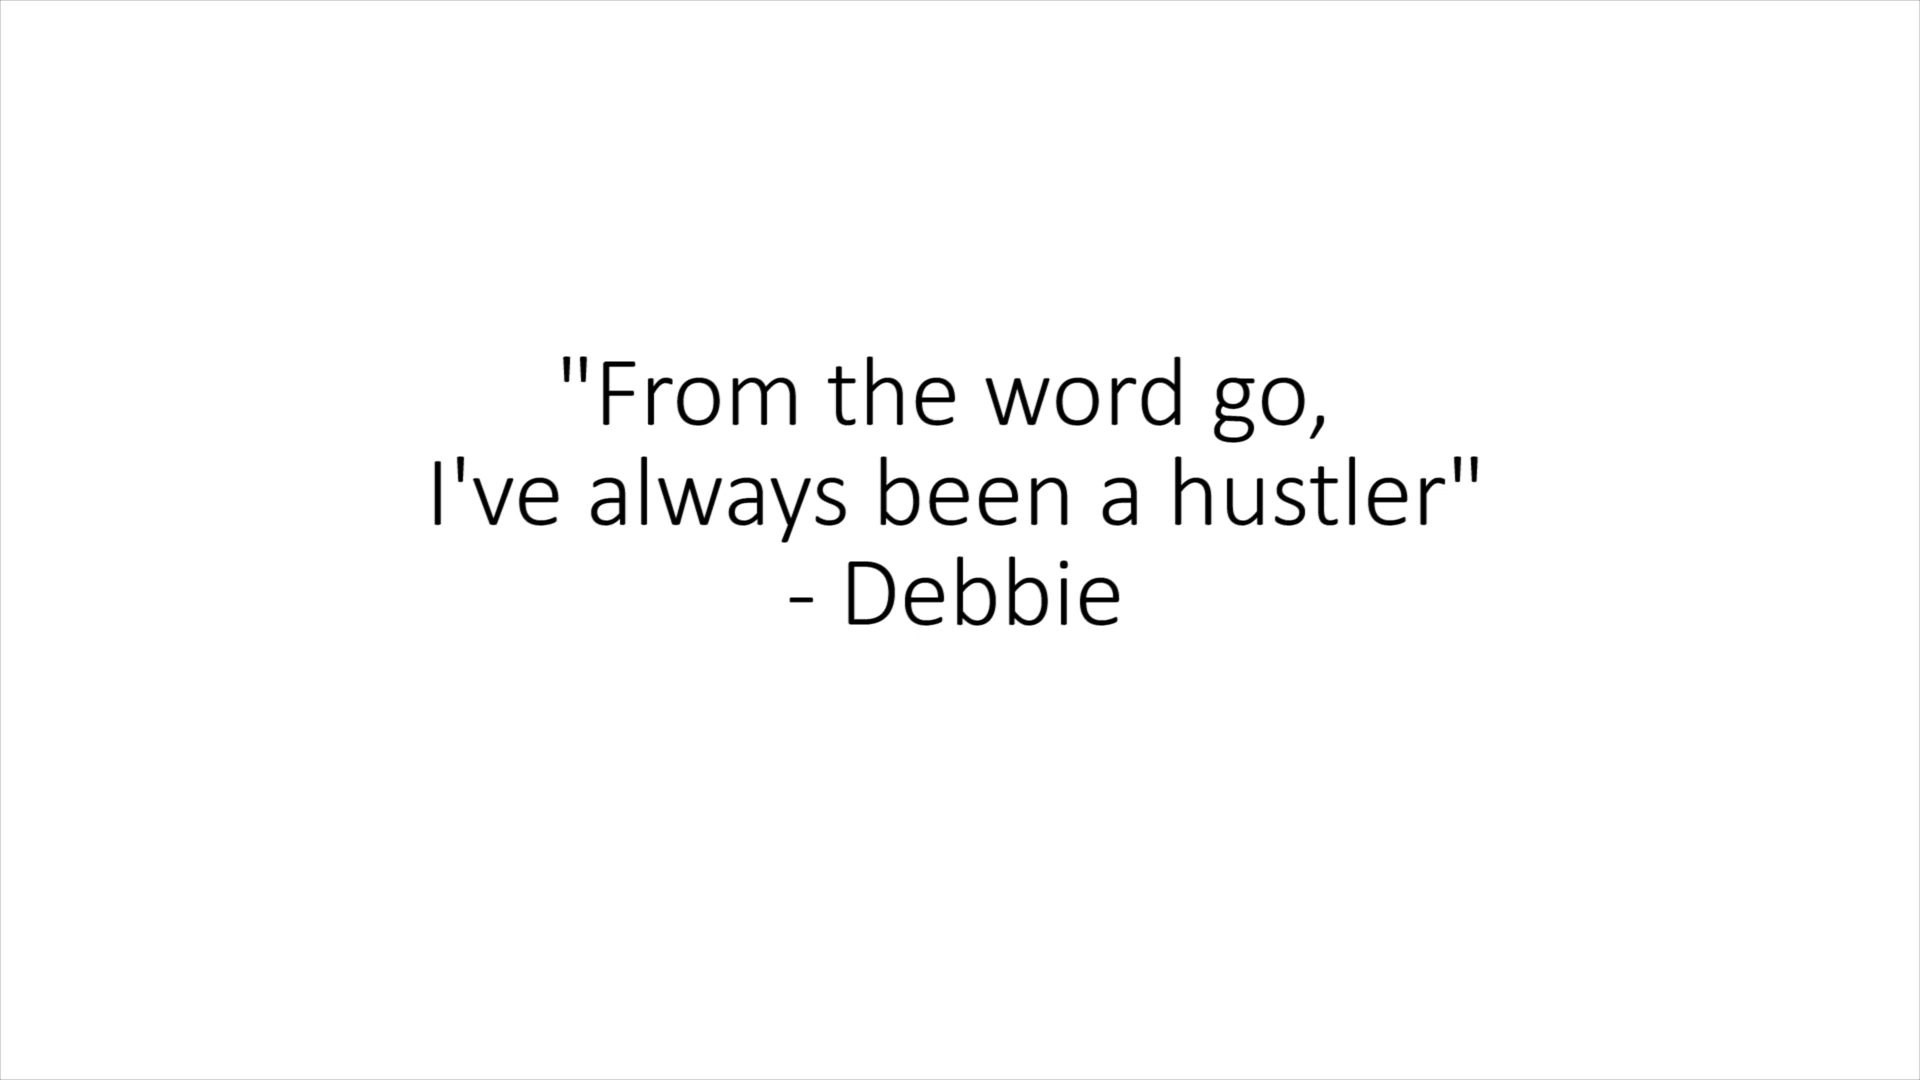 "From the word go,
I've always been a hustler"
- Debbie